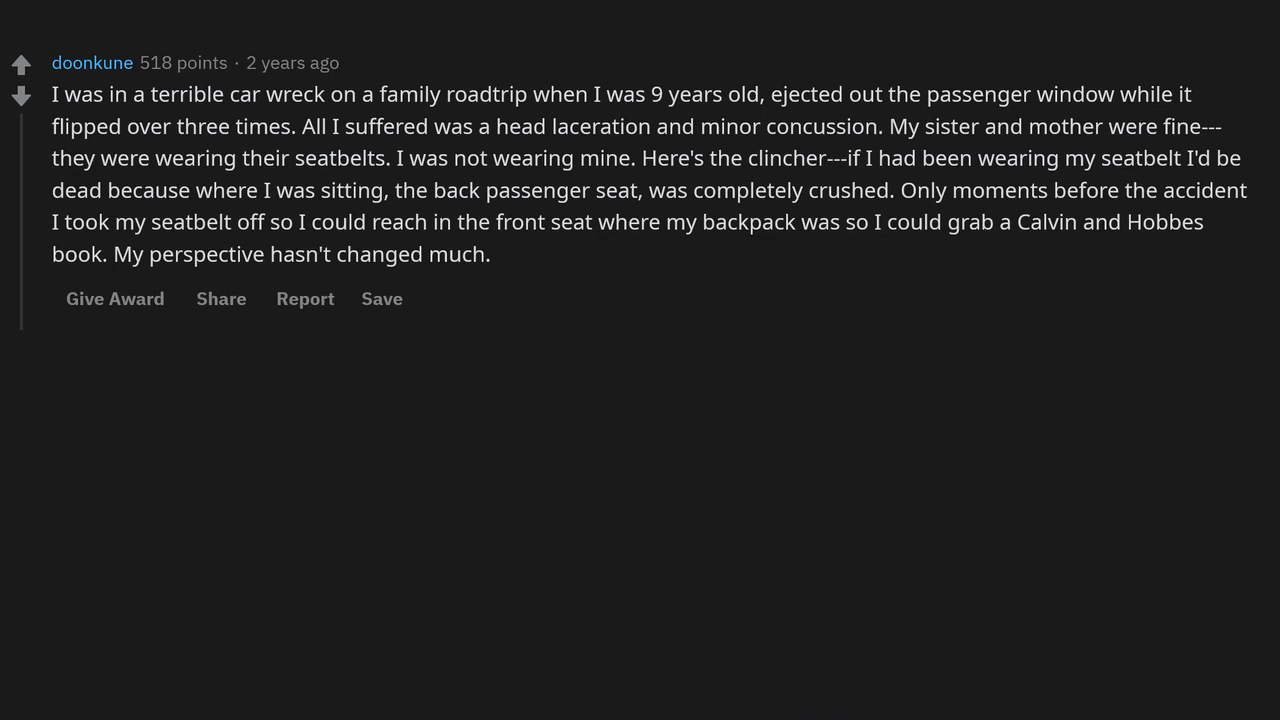 doonkune 518 points · 2 years ago
I was in a terrible car wreck on a family roadtrip when I was 9 years old, ejected out the passenger window while it
flipped over three times. All I suffered was a head laceration and minor concussion. My sister and mother were fine---
they were wearing their seatbelts. I was not wearing mine. Here's the clincher---if I had been wearing my seatbelt I'd be
dead because where I was sitting, the back passenger seat, was completely crushed. Only moments before the accident
I took my seatbelt off so I could reach in the front seat where my backpack was so I could grab a Calvin and Hobbes
book. My perspective hasn't changed much.
Give Award Share Report Save